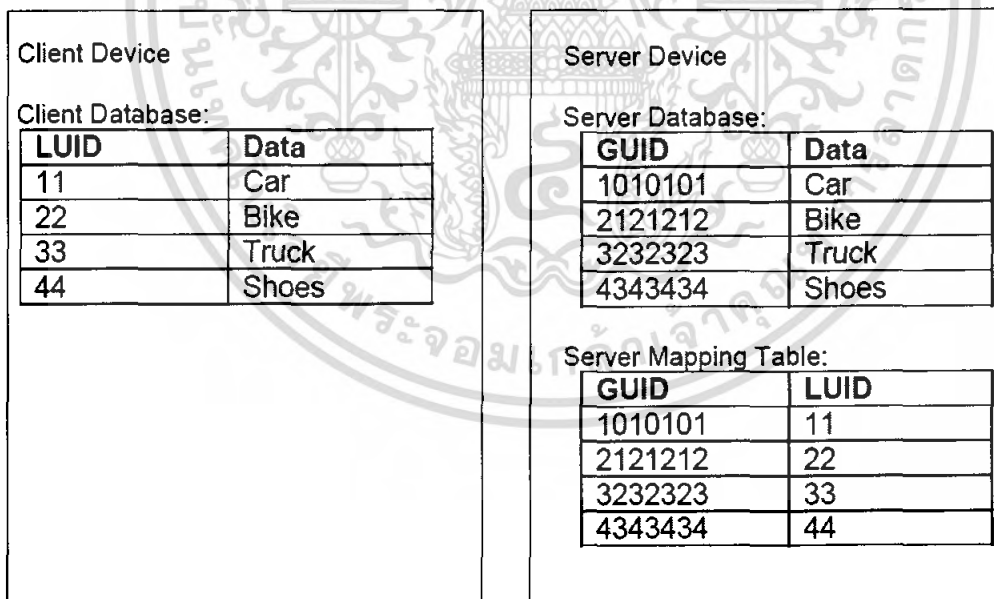 Client Device
Client Database:
LUID Data
11 Car
22 Bike
33 Truck
44 Shoes
Server Device
Server Database:
GUID Data
1010101 Car
2121212 Bike
3232323 Truck
4343434 Shoes
Server Mapping Table:
GUID LUID
1010101 11
2121212 22
3232323 33
4343434 44